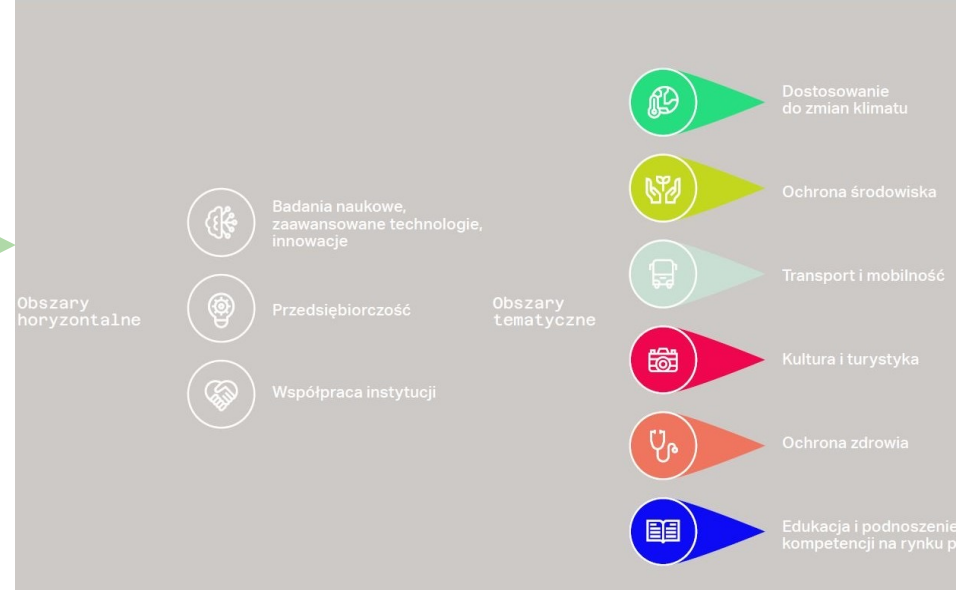 Obszary
horyzontalne
Badania naukowe,
zaawansowane technologie,
innowacje
Przedsiębiorczość
Współpraca instytucji
Obszary
tematyczne
Dostosowanie
do zmian klimatu
Ochrona środowiska
Transport i mobilność
Kultura i turystyka
Ochrona zdrowia
Edukacja i podnoszenie
kompetencji na rynku